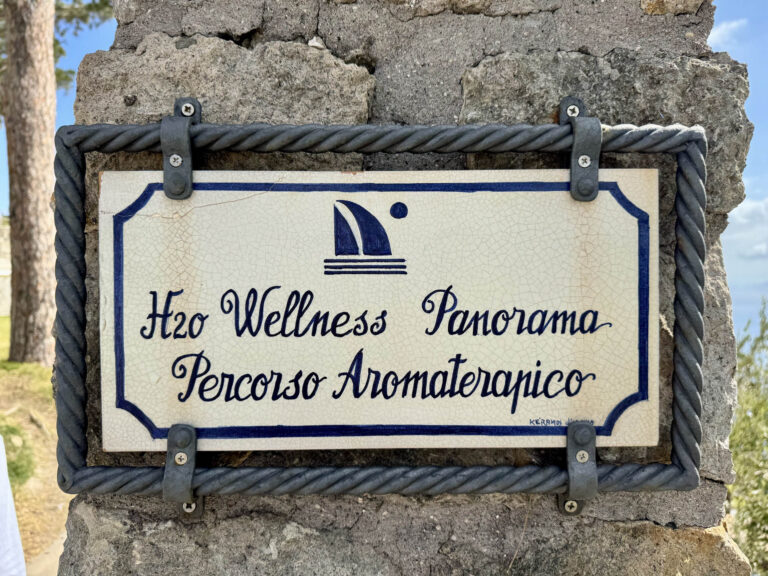 H2o Wellness Panorama
Percorso Aromaterapico